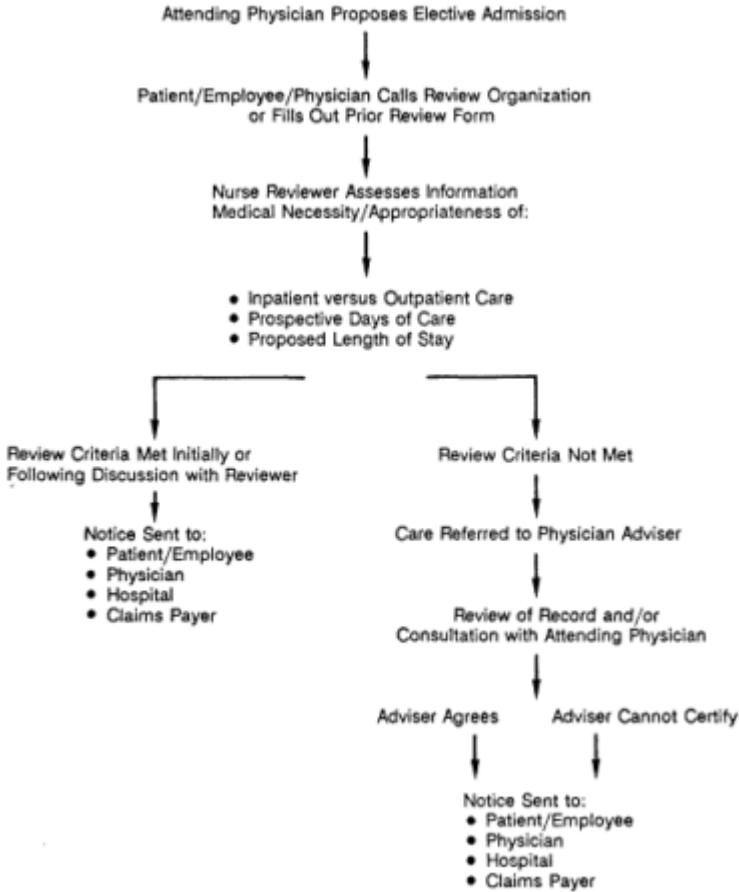 Attending Physician Proposes Elective Admission
Patient/Employee/Physician Calls Review Organization
or Fills Out Prior Review Form
Nurse Reviewer Assesses Information
Medical Necessity/Appropriateness of:
• Inpatient versus Outpatient Care
• Prospective Days of Care
• Proposed Length of Stay
Review Criteria Met Initially or
Following Discussion with Reviewer
Notice Sent to:
• Patient/Employee
• Physician
• Hospital
• Claims Payer
Review Criteria Not Met
Care Referred to Physician Adviser
Review of Record and/or
Consultation with Attending Physician
Adviser Agrees
Adviser Cannot Certify
Notice Sent to:
• Patient/Employee
• Physician
• Hospital
• Claims Payer